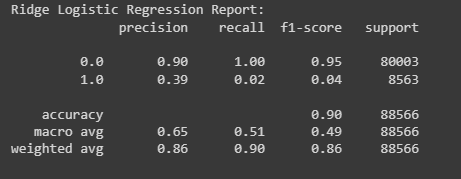 Ridge Logistic Regression Report:
precision recall f1-score support
0.0 0.90 1.00 0.95 80003
1.0 0.39 0.02 0.04 8563
accuracy 0.90 88566
macro avg 0.65 0.51 0.49 88566
weighted avg 0.86 0.90 0.86 88566